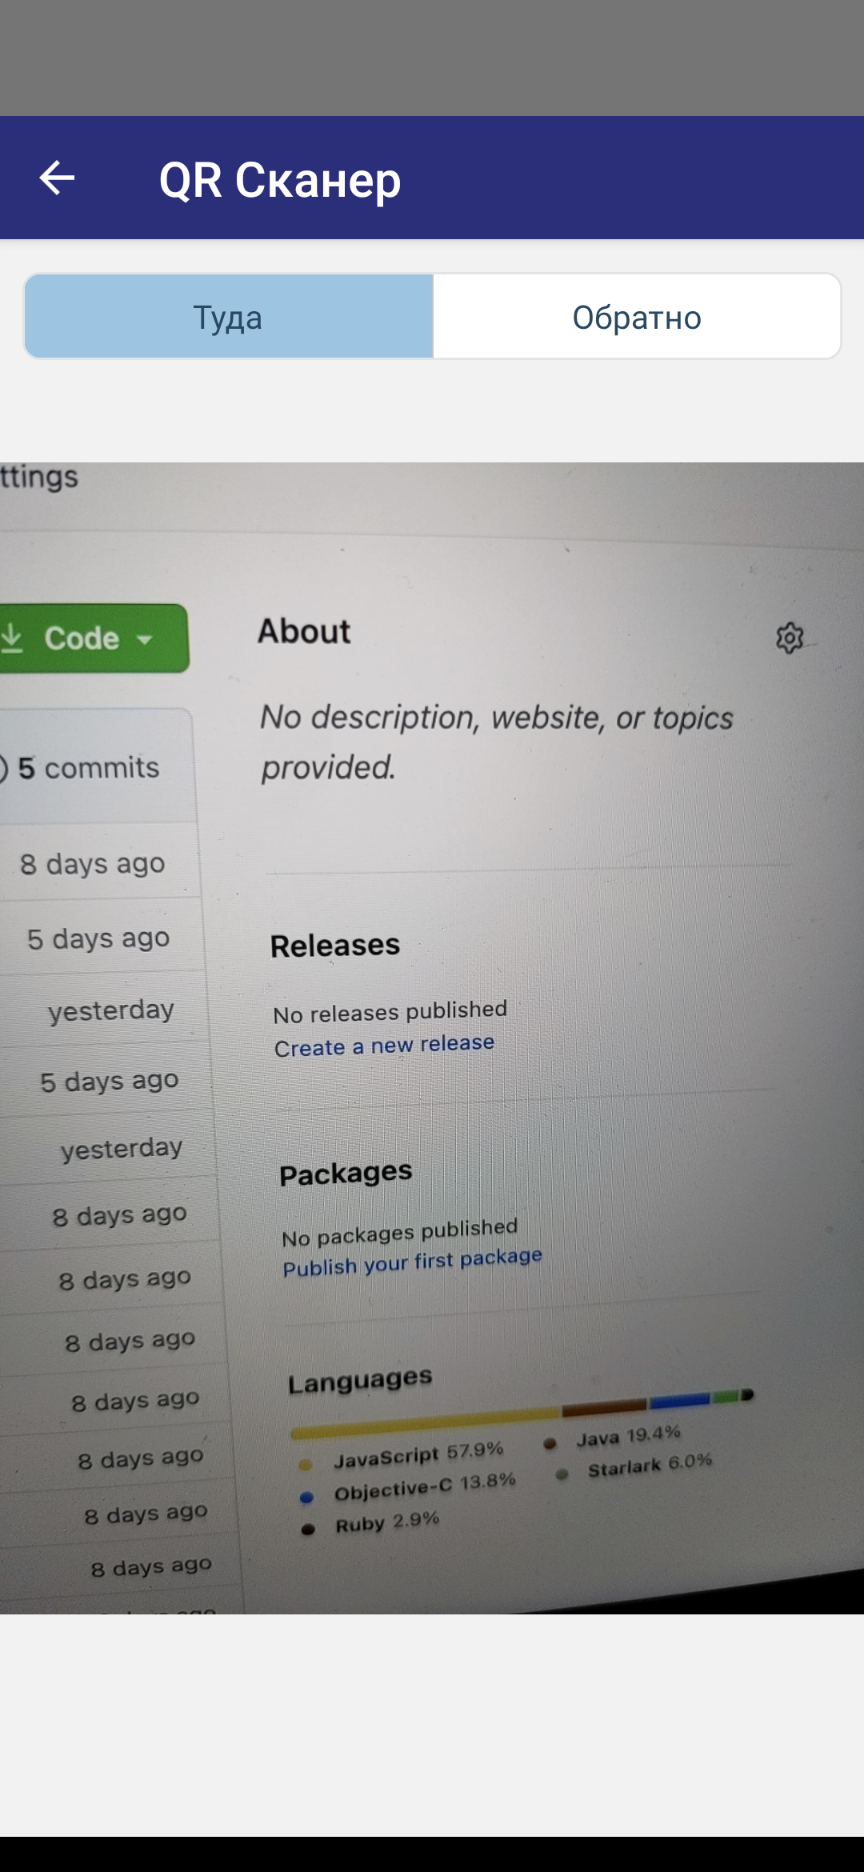 QR Сканер
Туда
Обратно
ttings
Code
About
No description, website, or topics
provided.
5 commits
8 days ago
5 days ago
yesterday
5 days ago
yesterday
8 days ago
8 days ago
8 days ago
8 days ago
8 days ago
8 days ago
8 days ago
Releases
No releases published
Create a new release
Packages
No packages published
Publish your first package
Languages
JavaScript 57.9%
Java 19.4%
Objective-C 13.8%
Starlark 6.0%
Ruby 2.9%